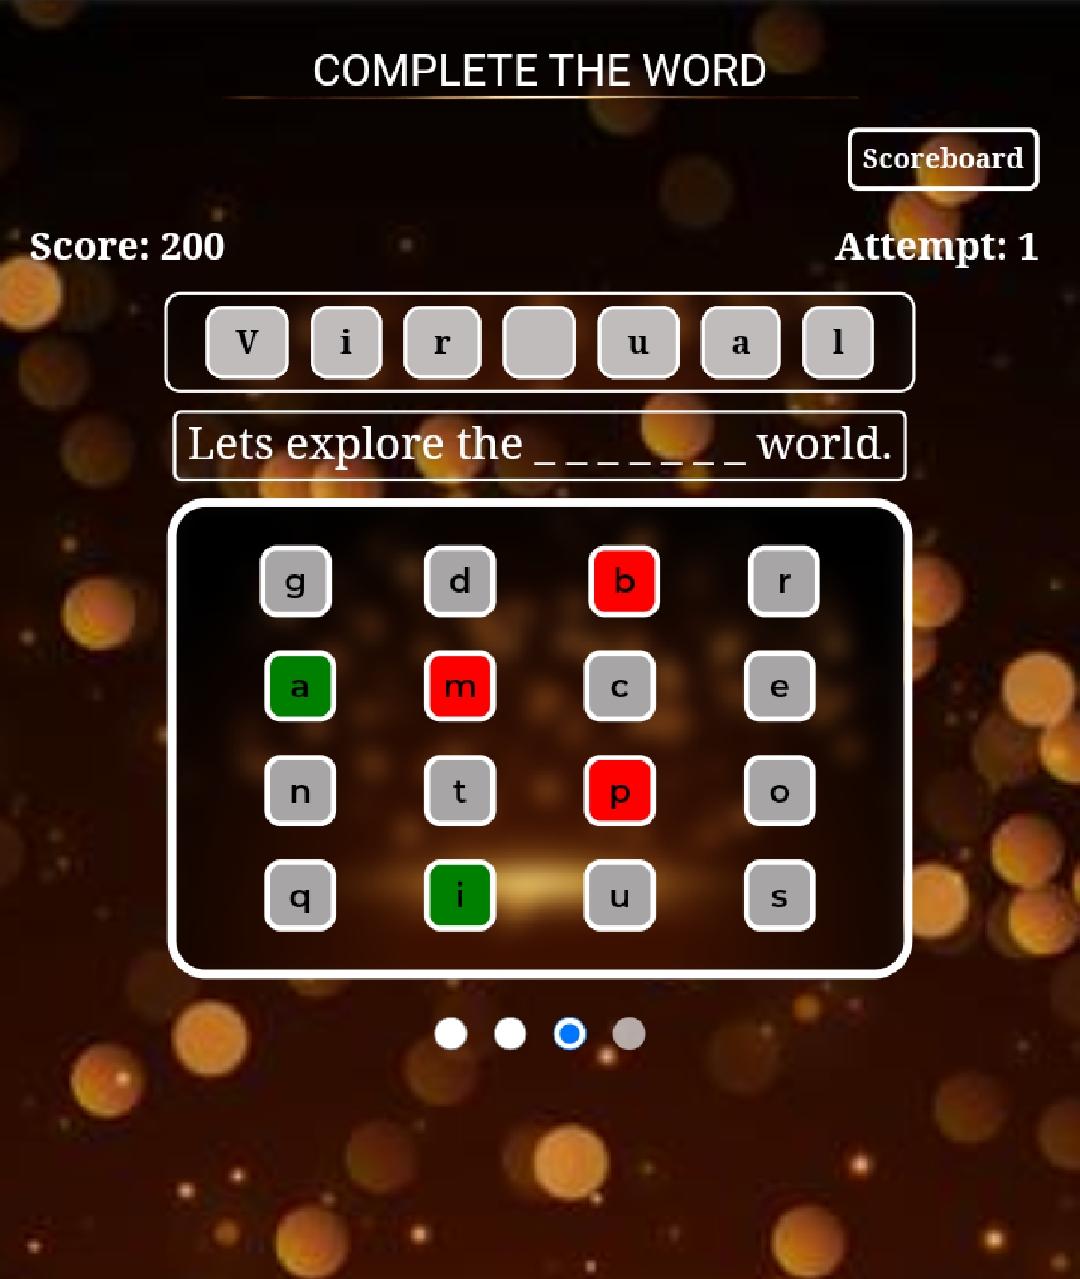 COMPLETE THE WORD
Scoreboard
Score: 200 Attempt: 1
V i r u a l
Lets explore the _ _ _ _ _ _ _ world.
g d b r
a m c e
n t p o
q i u s